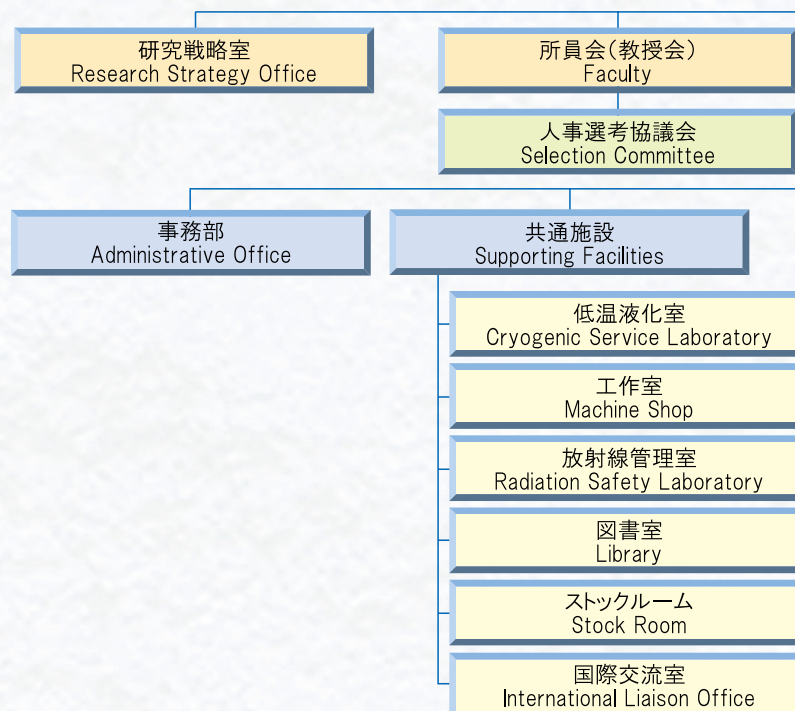 研究戦略室
Research Strategy Office
所員会(教授会)
Faculty
人事選考協議会
Selection Committee
事務部
Administrative Office
共通施設
Supporting Facilities
低温液化室
Cryogenic Service Laboratory
工作室
Machine Shop
放射線管理室
Radiation Safety Laboratory
図書室
Library
ストックルーム
Stock Room
国際交流室
International Liaison Office